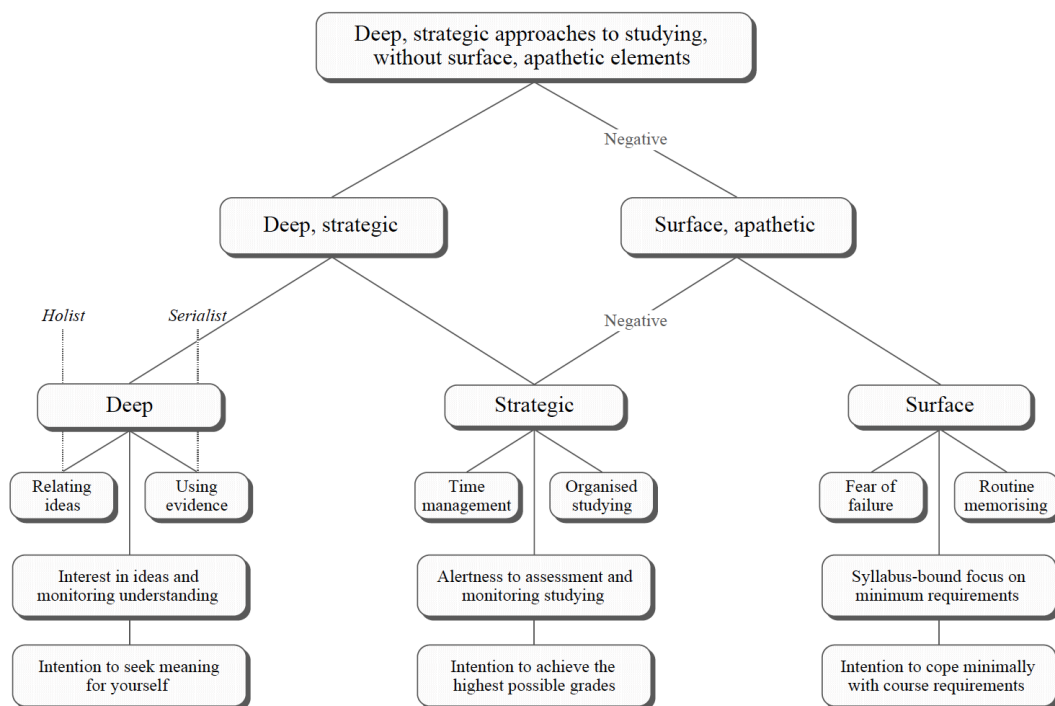 Deep, strategic approaches to studying,
without surface, apathetic elements
Negative
Deep, strategic
Surface, apathetic
Holist
Serialist
Negative
Deep
Strategic
Surface
Relating
ideas
Using
evidence
Time
management
Organised
studying
Fear of
failure
Routine
memorising
Interest in ideas and
monitoring understanding
Alertness to assessment and
monitoring studying
Syllabus-bound focus on
minimum requirements
Intention to seek meaning
for yourself
Intention to achieve the
highest possible grades
Intention to cope minimally
with course requirements